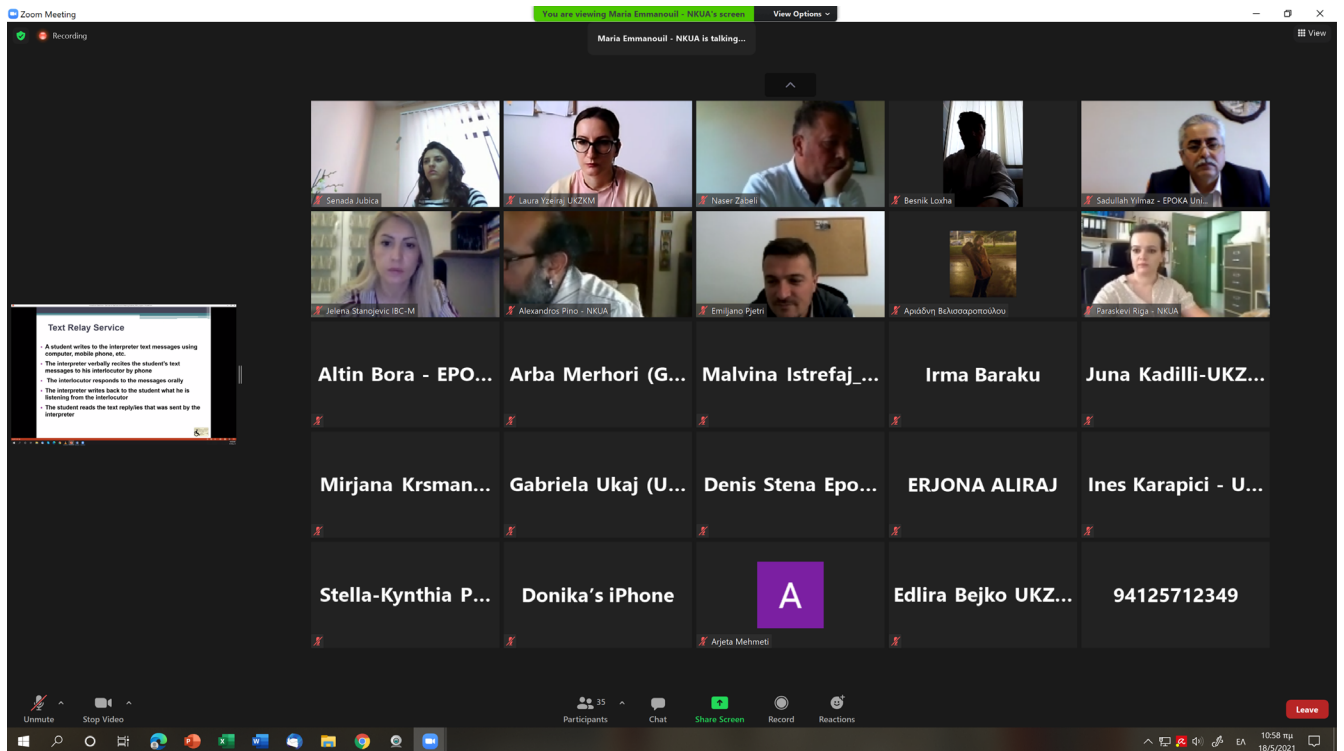 Zoom Meeting
You are viewing Maria Emmanouil - NKUA's screen
View Options
Recording
Maria Emmanouil - NKUA is talking...
View
Senada Jubica
Laura Yzeiraj UKZKM
Naser Zabeli
Besnik Loxha
Sadullah Yilmaz - EPOKA Uni...
Jelena Stanojevic IBC-M
Alexandros Pino - NKUA
Emiljano Pjetri
Αριάδνη Βελισσαροπούλου
Paraskevi Riga - NKUA
Text Relay Service
A student writes to the interpreter text messages using
computer, mobile phone, etc.
The interpreter verbally recites the student's text
messages to his interlocutor by phone
The interlocutor responds to the messages orally
The interpreter writes back to the student what he is
listening from the interlocutor
The student reads the text reply/ies that was sent by the
interpreter
Altin Bora - EPO...
Arba Merhori (G...
Malvina Istrefaj_...
Irma Baraku
Juna Kadilli-UKZ...
Mirjana Krsman...
Gabriela Ukaj (U...
Denis Stena Epo...
ERJONA ALIRAJ
Ines Karapici - U...
Stella-Kynthia P...
Donika's iPhone
A
Arjeta Mehmeti
Edlira Bejko UKZ...
94125712349
Unmute
Stop Video
35
Participants
Chat
Share Screen
Record
Reactions
Leave
ΕΛ
10:58 πμ
18/5/2021